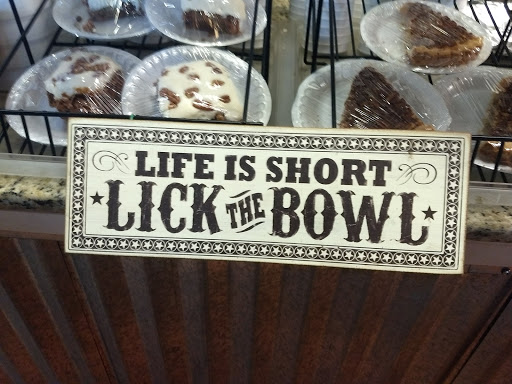 LIFE IS SHORT
LICK THE BOWL